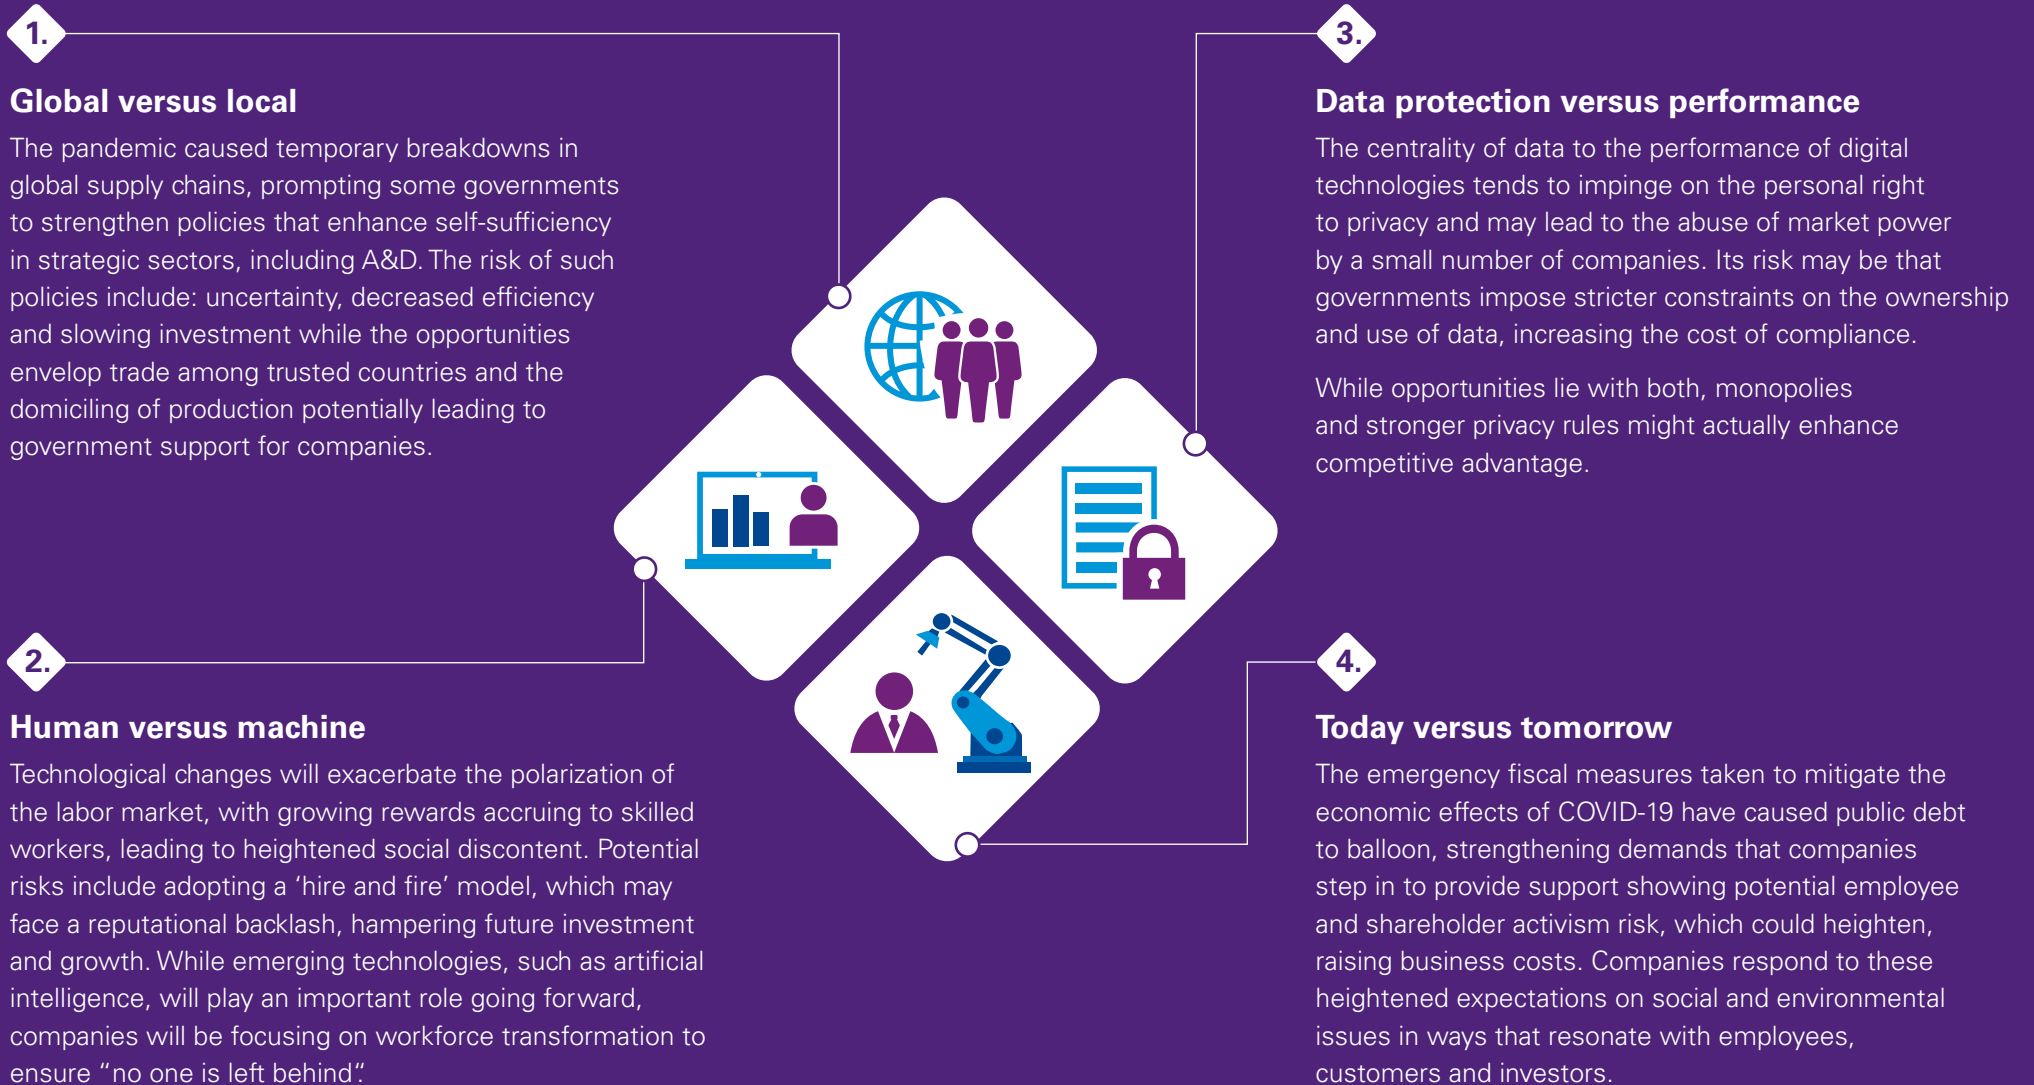 1.
Global versus local
The pandemic caused temporary breakdowns in
global supply chains, prompting some governments
to strengthen policies that enhance self-sufficiency
in strategic sectors, including A&D. The risk of such
policies include: uncertainty, decreased efficiency
and slowing investment while the opportunities
envelop trade among trusted countries and the
domiciling of production potentially leading to
government support for companies.
2.
Human versus machine
Technological changes will exacerbate the polarization of
the labor market, with growing rewards accruing to skilled
workers, leading to heightened social discontent. Potential
risks include adopting a ‘hire and fire’ model, which may
face a reputational backlash, hampering future investment
and growth. While emerging technologies, such as artificial
intelligence, will play an important role going forward,
companies will be focusing on workforce transformation to
ensure “no one is left behind“.
3.
Data protection versus performance
The centrality of data to the performance of digital
technologies tends to impinge on the personal right
to privacy and may lead to the abuse of market power
by a small number of companies. Its risk may be that
governments impose stricter constraints on the ownership
and use of data, increasing the cost of compliance.
While opportunities lie with both, monopolies
and stronger privacy rules might actually enhance
competitive advantage.
4.
Today versus tomorrow
The emergency fiscal measures taken to mitigate the
economic effects of COVID-19 have caused public debt
to balloon, strengthening demands that companies
step in to provide support showing potential employee
and shareholder activism risk, which could heighten,
raising business costs. Companies respond to these
heightened expectations on social and environmental
issues in ways that resonate with employees,
customers and investors.